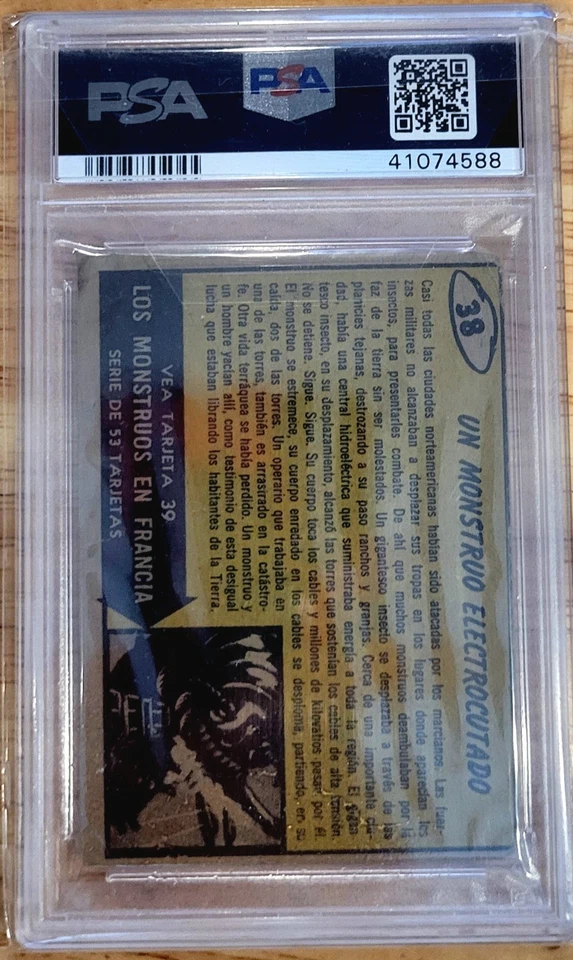 PSA
PSA
41074588
38
UN MONSTRUO ELECTROCUTADO
Casi todas las ciudades norteamericanas habían sido atacadas por los marcianos. Las fuer-
zas militares no alcanzaban a desplazar sus tropas en los lugares donde aparecían los
insectos, para presentarles combate. De ahí que muchos monstruos deambulaban por la
faz de la tierra sin ser molestados. Un gigantesco insecto se desplazaba a través de las
planicies tejanas, destrozando a su paso ranchos y granjas. Cerca de una importante ciu-
dad, había una central hidroeléctrica que suministraba energía a toda la región. El gigan-
tesco insecto, en su desplazamiento, alcanzó las torres que sostenían los cables de alta tensión.
No se detiene. Sigue. Sigue. Su cuerpo toca los cables y millones de kilovatios pasan por él.
El monstruo se estremece, su cuerpo enredado en los cables se desploma, partiendo en su
caída, dos de las torres. Un operario que trabajaba en
una de las torres, también es arrasirado en la catástro-
fe. Otra vida terráquea se había perdido. Un monstruo y
un hombre yacían allí, como testimonio de esta desigual
lucha que estaban librando los habitantes de la Tierra.
VEA TARJETA 39
LOS MONSTRUOS EN FRANCIA
SERIE DE 53 TARJETAS